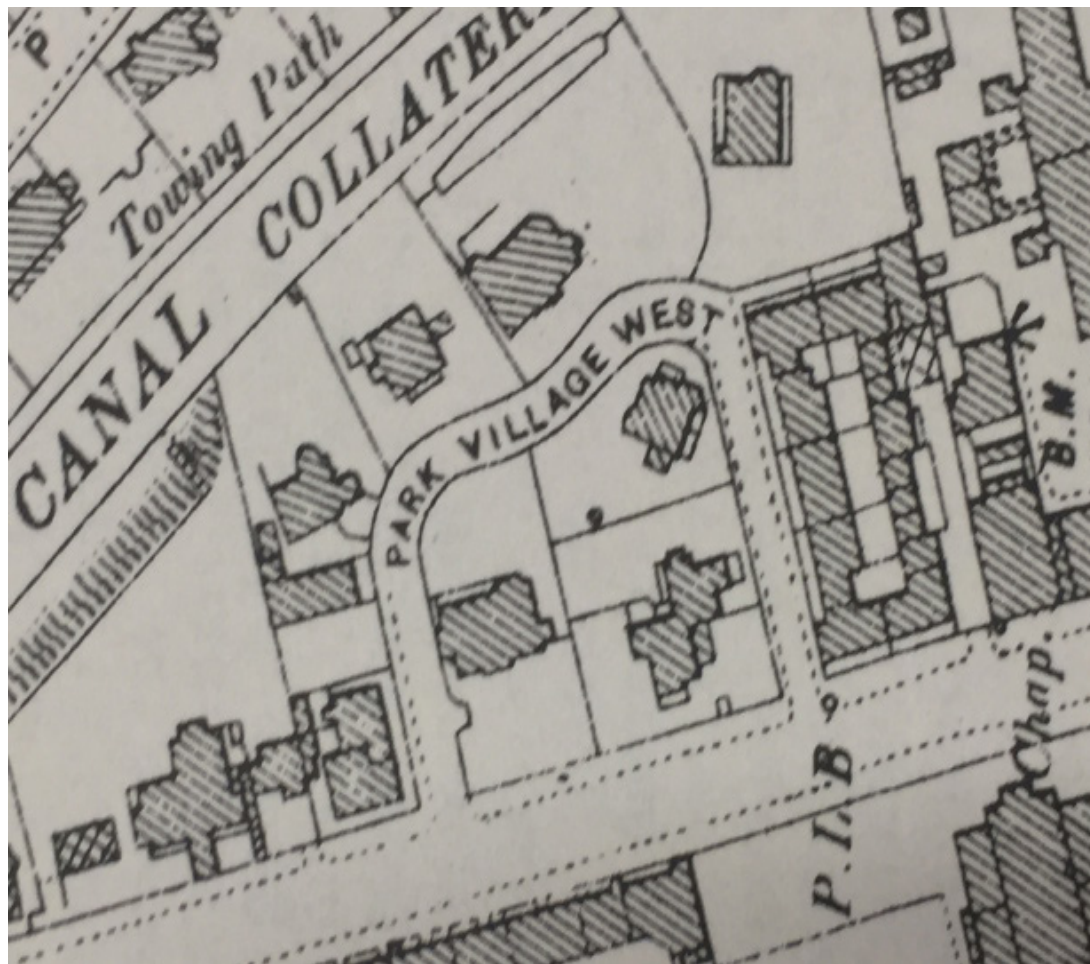 P
Towing Path
CANAL COLLATER
PARK VILLAGE WEST
B.M.
Chap.
P.L.B